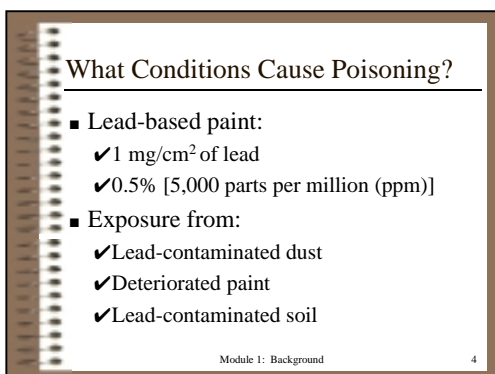 What Conditions Cause Poisoning?
■ Lead-based paint:
✔1 mg/cm² of lead
✔0.5% [5,000 parts per million (ppm)]
■ Exposure from:
✔Lead-contaminated dust
✔Deteriorated paint
✔Lead-contaminated soil
Module 1: Background 4